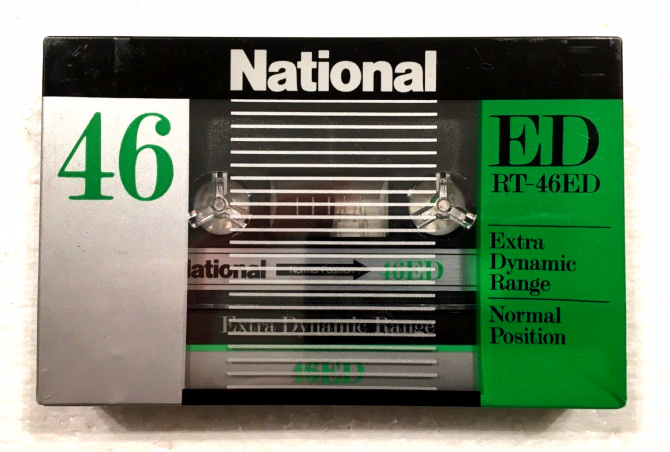 National
46
ED
RT-46ED
Extra
Dynamic
Range
Normal
Position
National Normal Position 46ED
Extra Dynamic Range
46ED